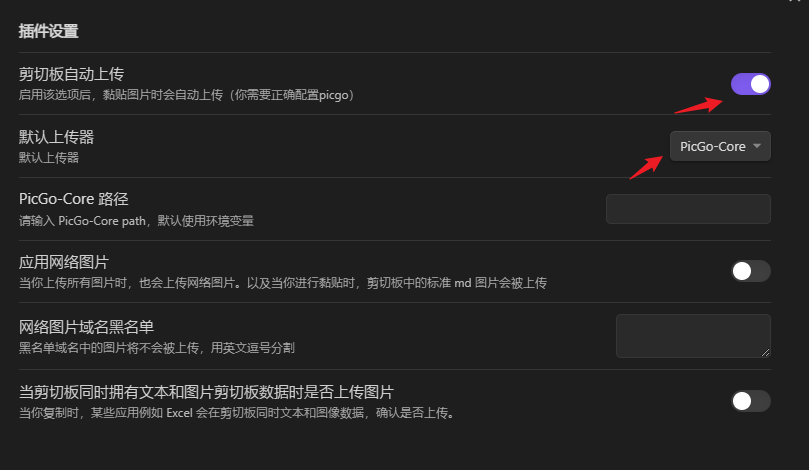 插件设置
剪切板自动上传
启用该选项后，黏贴图片时会自动上传（你需要正确配置picgo）
默认上传器
默认上传器
PicGo-Core
PicGo-Core 路径
请输入 PicGo-Core path，默认使用环境变量
应用网络图片
当你上传所有图片时，也会上传网络图片。以及当你进行黏贴时，剪切板中的标准 md 图片会被上传
网络图片域名黑名单
黑名单域名中的图片将不会被上传，用英文逗号分割
当剪切板同时拥有文本和图片剪切板数据时是否上传图片
当你复制时，某些应用例如 Excel 会在剪切板同时文本和图像数据，确认是否上传。